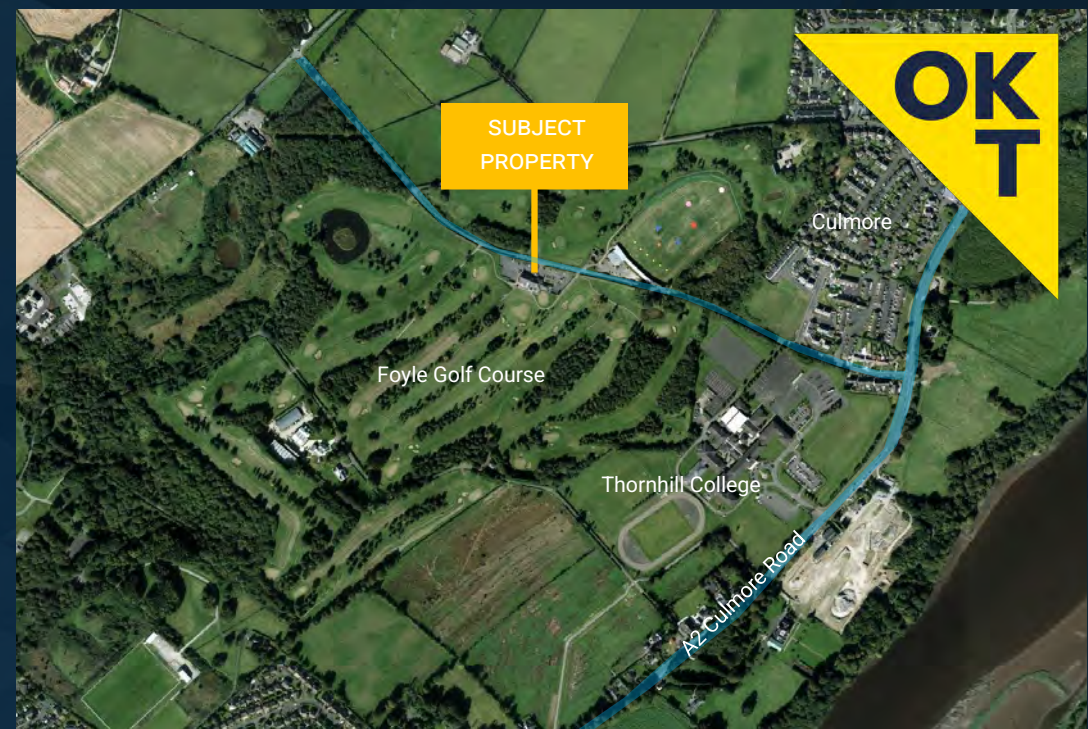 OK
T
SUBJECT
PROPERTY
Culmore
Foyle Golf Course
Thornhill College
A2 Culmore Road